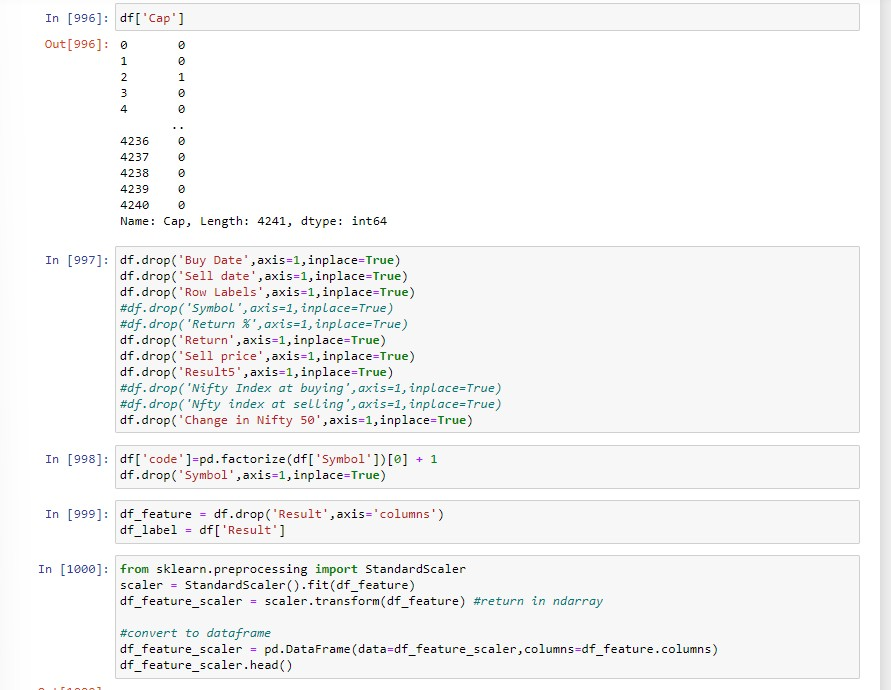 In [996]: df['Cap']
Out[996]: 0 0
1 0
2 1
3 0
4 0
..
4236 0
4237 0
4238 0
4239 0
4240 0
Name: Cap, Length: 4241, dtype: int64
In [997]: df.drop('Buy Date',axis=1,inplace=True)
df.drop('Sell date',axis=1,inplace=True)
df.drop('Row Labels',axis=1,inplace=True)
#df.drop('Symbol',axis=1,inplace=True)
#df.drop('Return %',axis=1,inplace=True)
df.drop('Return',axis=1,inplace=True)
df.drop('Sell price',axis=1,inplace=True)
df.drop('Result5',axis=1,inplace=True)
#df.drop('Nifty Index at buying',axis=1,inplace=True)
#df.drop('Nfty index at selling',axis=1,inplace=True)
df.drop('Change in Nifty 50',axis=1,inplace=True)
In [998]: df['code']=pd.factorize(df['Symbol'])[0] + 1
df.drop('Symbol',axis=1,inplace=True)
In [999]: df_feature = df.drop('Result',axis='columns')
df_label = df['Result']
In [1000]: from sklearn.preprocessing import StandardScaler
scaler = StandardScaler().fit(df_feature)
df_feature_scaler = scaler.transform(df_feature) #return in ndarray
#convert to dataframe
df_feature_scaler = pd.DataFrame(data=df_feature_scaler,columns=df_feature.columns)
df_feature_scaler.head()